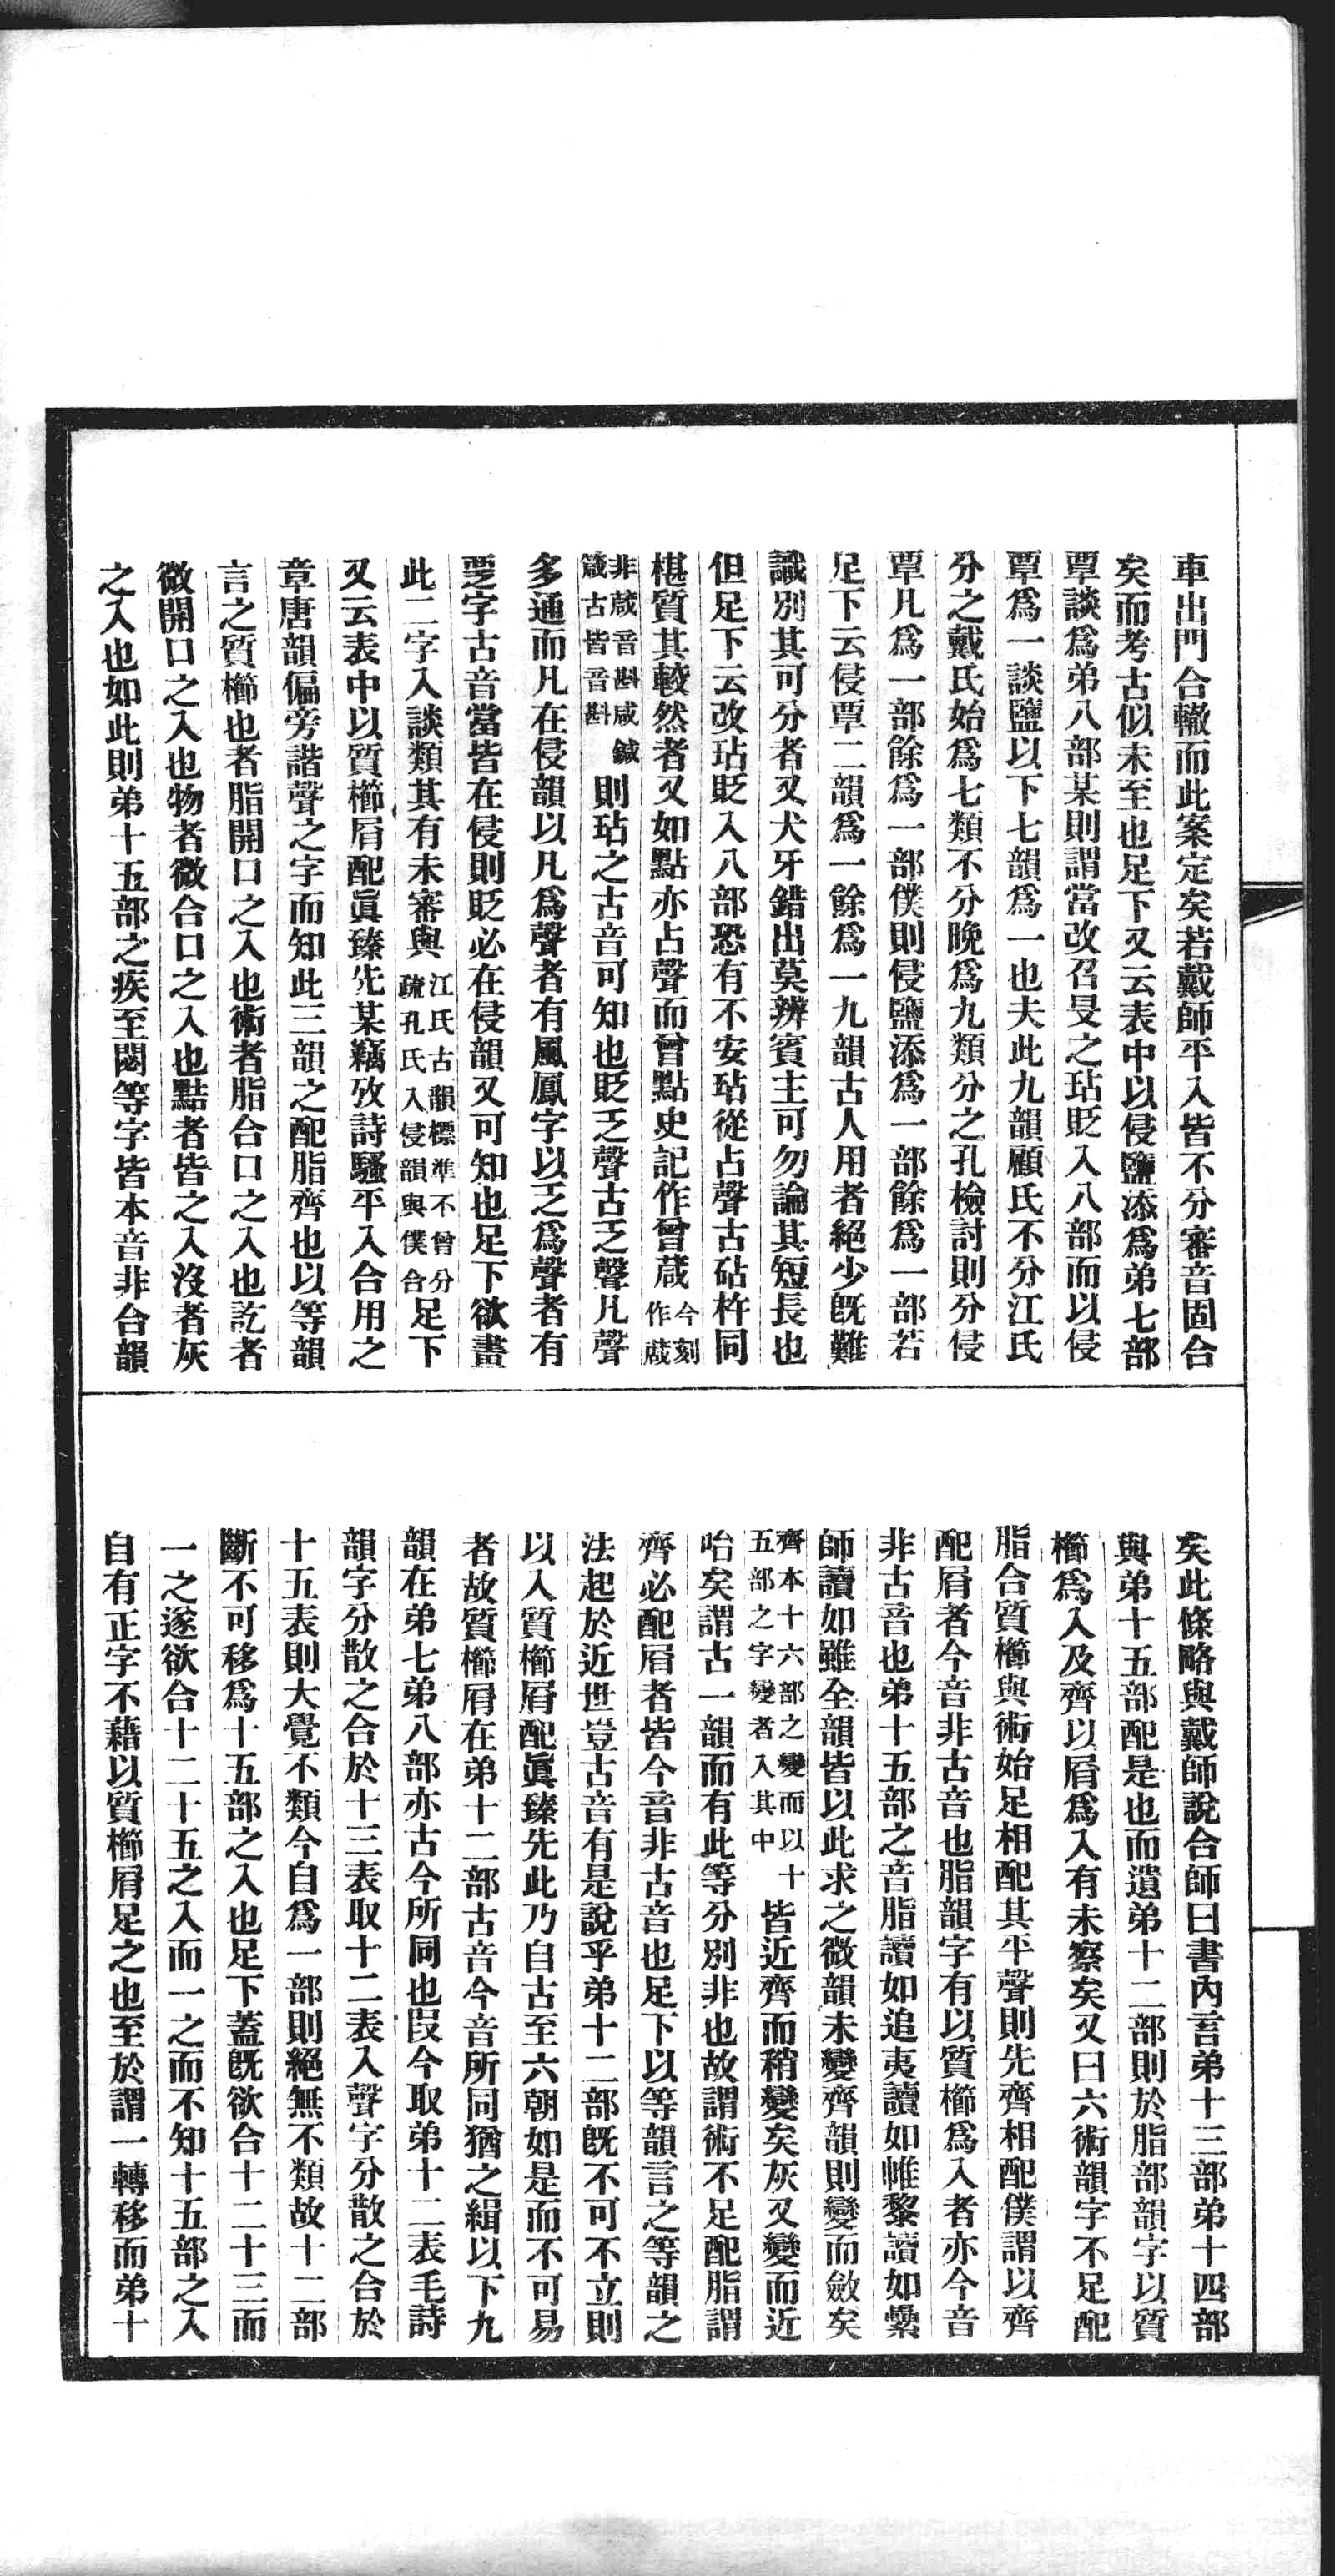 車出門合轍而此案定矣若戴師平入皆不分審音固合
矣而考古似未至也足下又云表中以侵鹽添爲弟七部
覃談爲弟八部某則謂當改召旻之玷貶入八部而以侵
覃爲一談鹽以下七韻爲一也夫此九韻顧氏不分江氏
分之戴氏始爲七類不分晚爲九類分之孔檢討則分侵
覃凡爲一部餘爲一部僕則侵鹽添爲一部餘爲一部若
足下云侵覃二韻爲一餘爲一九韻古人用者絕少旣難
識別其可分者又犬牙錯出莫辨賓主可勿論其短長也
但足下云改玷貶入八部恐有不安玷從占聲古砧杵同
椹質其較然者又如點亦占聲而曾點史記作曾蒧今刻作蒧
非蒧音斟咸鍼箴古皆音斟則玷之古音可知也貶乏聲古乏聲凡聲
多通而凡在侵韻以凡爲聲者有風鳳字以乏爲聲者有
覂字古音當皆在侵則貶必在侵韻又可知也足下欲畫
此二字入談類其有未審與江氏古韻標準不曾分疏孔氏入侵韻與僕合足下
又云表中以質櫛屑配眞臻先某竊攷詩騷平入合用之
章唐韻偏旁諧聲之字而知此三韻之配脂齊也以等韻
言之質櫛也者脂開口之入也術者脂合口之入也訖者
微開口之入也物者微合口之入也黠者皆之入沒者灰
之入也如此則弟十五部之疾至閟等字皆本音非合韻
矣此條略與戴師說合師曰書內言弟十三部弟十四部
與弟十五部配是也而遺弟十二部則於脂部韻字以質
櫛爲入及齊以屑爲入有未察矣又曰六術韻字不足配
脂合質櫛與術始足相配其平聲則先齊相配僕謂以齊
配屑者今音非古音也脂韻字有以質櫛爲入者亦今音
非古音也弟十五部之音脂讀如追夷讀如帷黎讀如纍
師讀如雖全韻皆以此求之微韻未變齊韻則變而斂矣
齊本十六部之變而以十五部之字變者入其中皆近齊而稍變矣灰又變而近
咍矣謂古一韻而有此等分別非也故謂術不足配脂謂
齊必配屑者皆今音非古音也足下以等韻言之等韻之
法起於近世豈古音有是說乎弟十二部旣不可不立則
以入質櫛屑配眞臻先此乃自古至六朝如是而不可易
者故質櫛屑在弟十二部古音今音所同猶之緝以下九
韻在弟七弟八部亦古今所同也叚今取弟十二表毛詩
韻字分散之合於十三表取十二表入聲字分散之合於
十五表則大覺不類今自爲一部則絕無不類故十二部
斷不可移爲十五部之入也足下蓋旣欲合十二十三而
一之遂欲合十二十五之入而一之而不知十五部之入
自有正字不藉以質櫛屑足之也至於謂一轉移而弟十